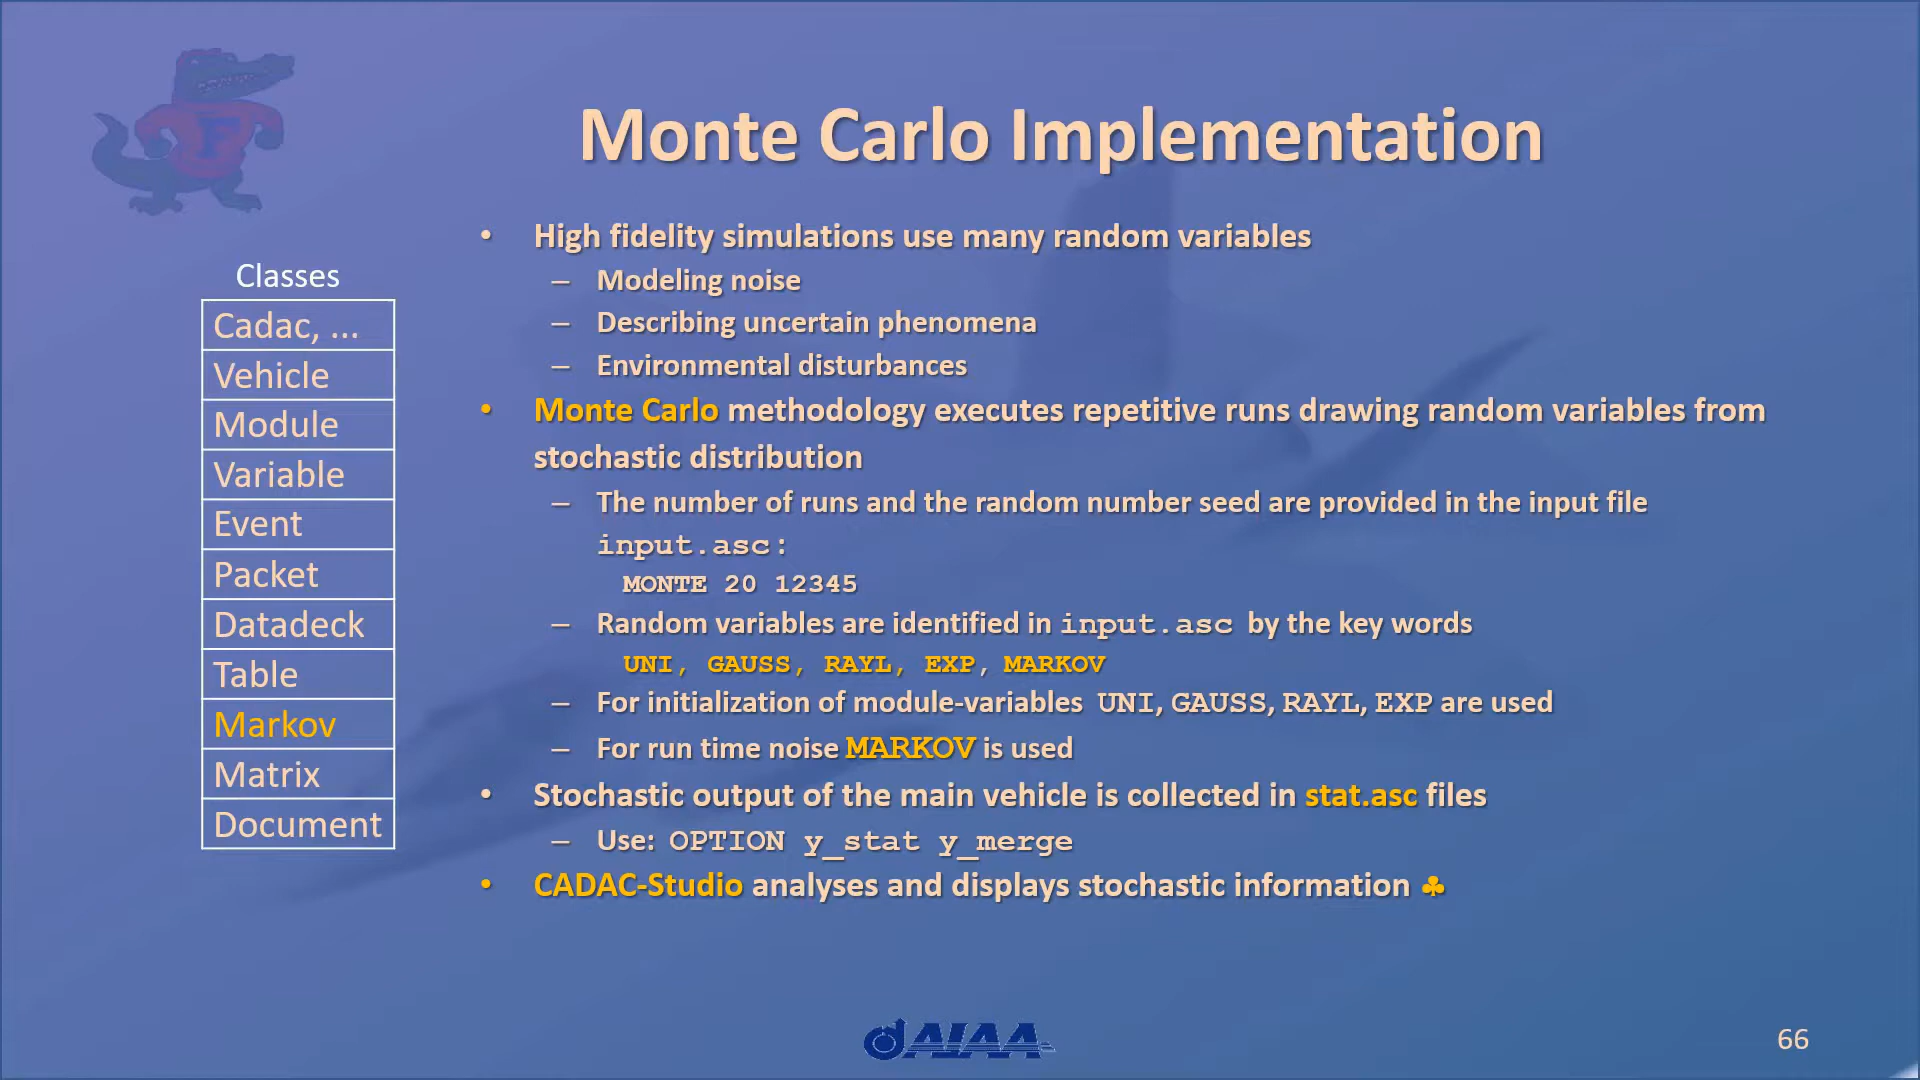 Monte Carlo Implementation
F
Classes
Cadac, ...
Vehicle
Module
Variable
Event
Packet
Datadeck
Table
Markov
Matrix
Document
• High fidelity simulations use many random variables
– Modeling noise
– Describing uncertain phenomena
– Environmental disturbances
• Monte Carlo methodology executes repetitive runs drawing random variables from
stochastic distribution
– The number of runs and the random number seed are provided in the input file
input.asc:
MONTE 20 12345
– Random variables are identified in input.asc by the key words
UNI, GAUSS, RAYL, EXP, MARKOV
– For initialization of module-variables UNI, GAUSS, RAYL, EXP are used
– For run time noise MARKOV is used
• Stochastic output of the main vehicle is collected in stat.asc files
– Use: OPTION y_stat y_merge
• CADAC-Studio analyses and displays stochastic information ♣
AIAA
66